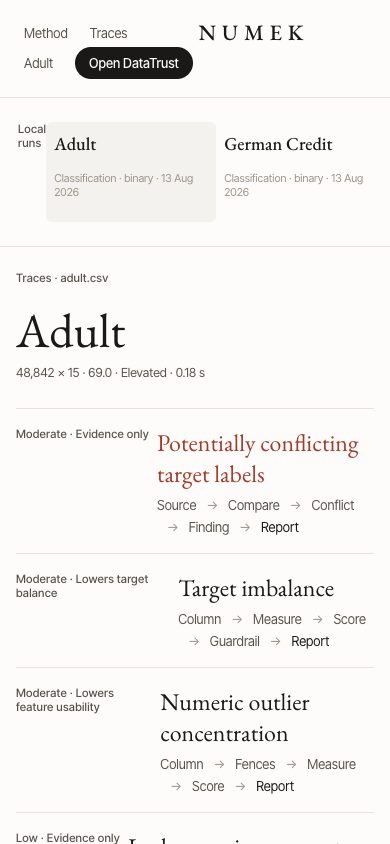 Method Traces
NUMEK
Adult Open DataTrust
Local runs
Adult
Classification · binary · 13 Aug
2026
German Credit
Classification · binary · 13 Aug
2026
Traces · adult.csv
Adult
48,842 × 15 · 69.0 · Elevated · 0.18 s
Moderate · Evidence only
Potentially conflicting
target labels
Source → Compare → Conflict
→ Finding → Report
Moderate · Lowers target
balance
Target imbalance
Column → Measure → Score
→ Guardrail → Report
Moderate · Lowers
feature usability
Numeric outlier
concentration
Column → Fences → Measure
→ Score → Report
Low · Evidence only